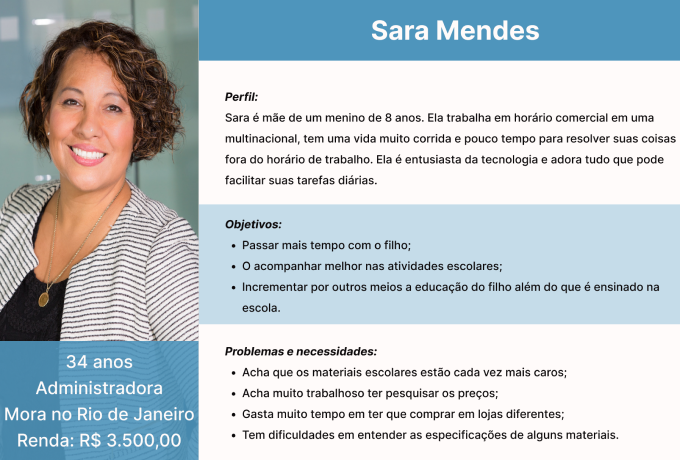 Sara Mendes
Perfil:
Sara é mãe de um menino de 8 anos. Ela trabalha em horário comercial em uma
multinacional, tem uma vida muito corrida e pouco tempo para resolver suas coisas
fora do horário de trabalho. Ela é entusiasta da tecnologia e adora tudo que pode
facilitar suas tarefas diárias.
Objetivos:
• Passar mais tempo com o filho;
• O acompanhar melhor nas atividades escolares;
• Incrementar por outros meios a educação do filho além do que é ensinado na
escola.
Problemas e necessidades:
• Acha que os materiais escolares estão cada vez mais caros;
• Acha muito trabalhoso ter pesquisar os preços;
• Gasta muito tempo em ter que comprar em lojas diferentes;
• Tem dificuldades em entender as especificações de alguns materiais.
34 anos
Administradora
Mora no Rio de Janeiro
Renda: R$ 3.500,00